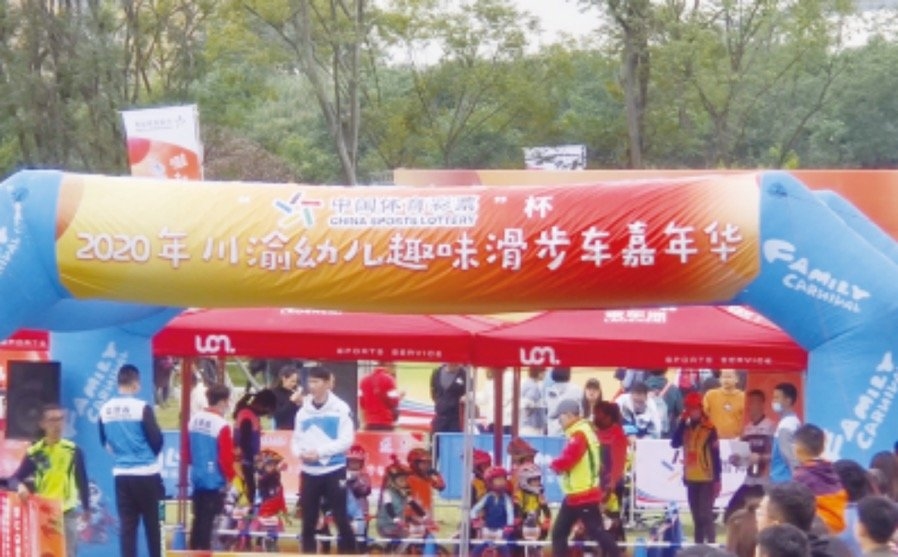 “ 中国体育彩票 ” 杯
CHINA SPORTS LOTTERY
2020年川渝幼儿趣味滑步车嘉年华
FAMILY
CARNIVAL
FAMILY
CARNIVAL
FAMILY
SPORTS SERVICE
SPORTS SERVICE